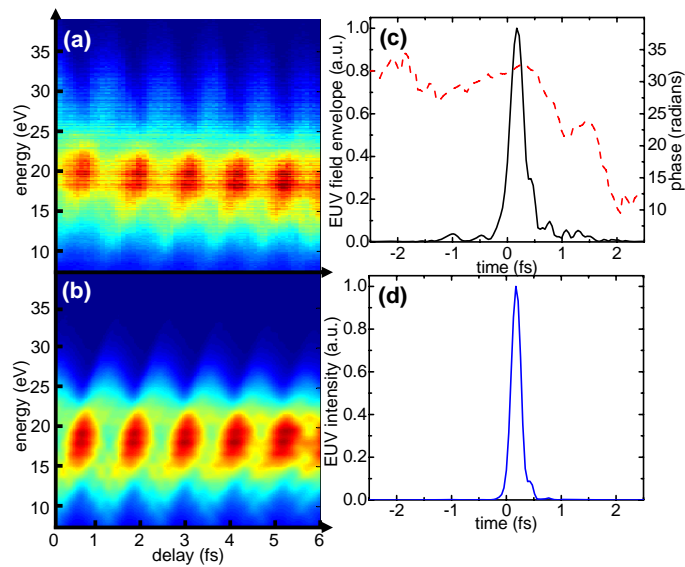 (a)
energy (eV)
35
30
25
20
15
10
(b)
energy (eV)
35
30
25
20
15
10
0 1 2 3 4 5 6
delay (fs)
(c)
EUV field envelope (a.u.)
1.0
0.8
0.6
0.4
0.2
0.0
35
30
25
20
15
10
5
phase (radians)
-2 -1 0 1 2
time (fs)
(d)
EUV intensity (a.u.)
1.0
0.8
0.6
0.4
0.2
0.0
-2 -1 0 1 2
time (fs)